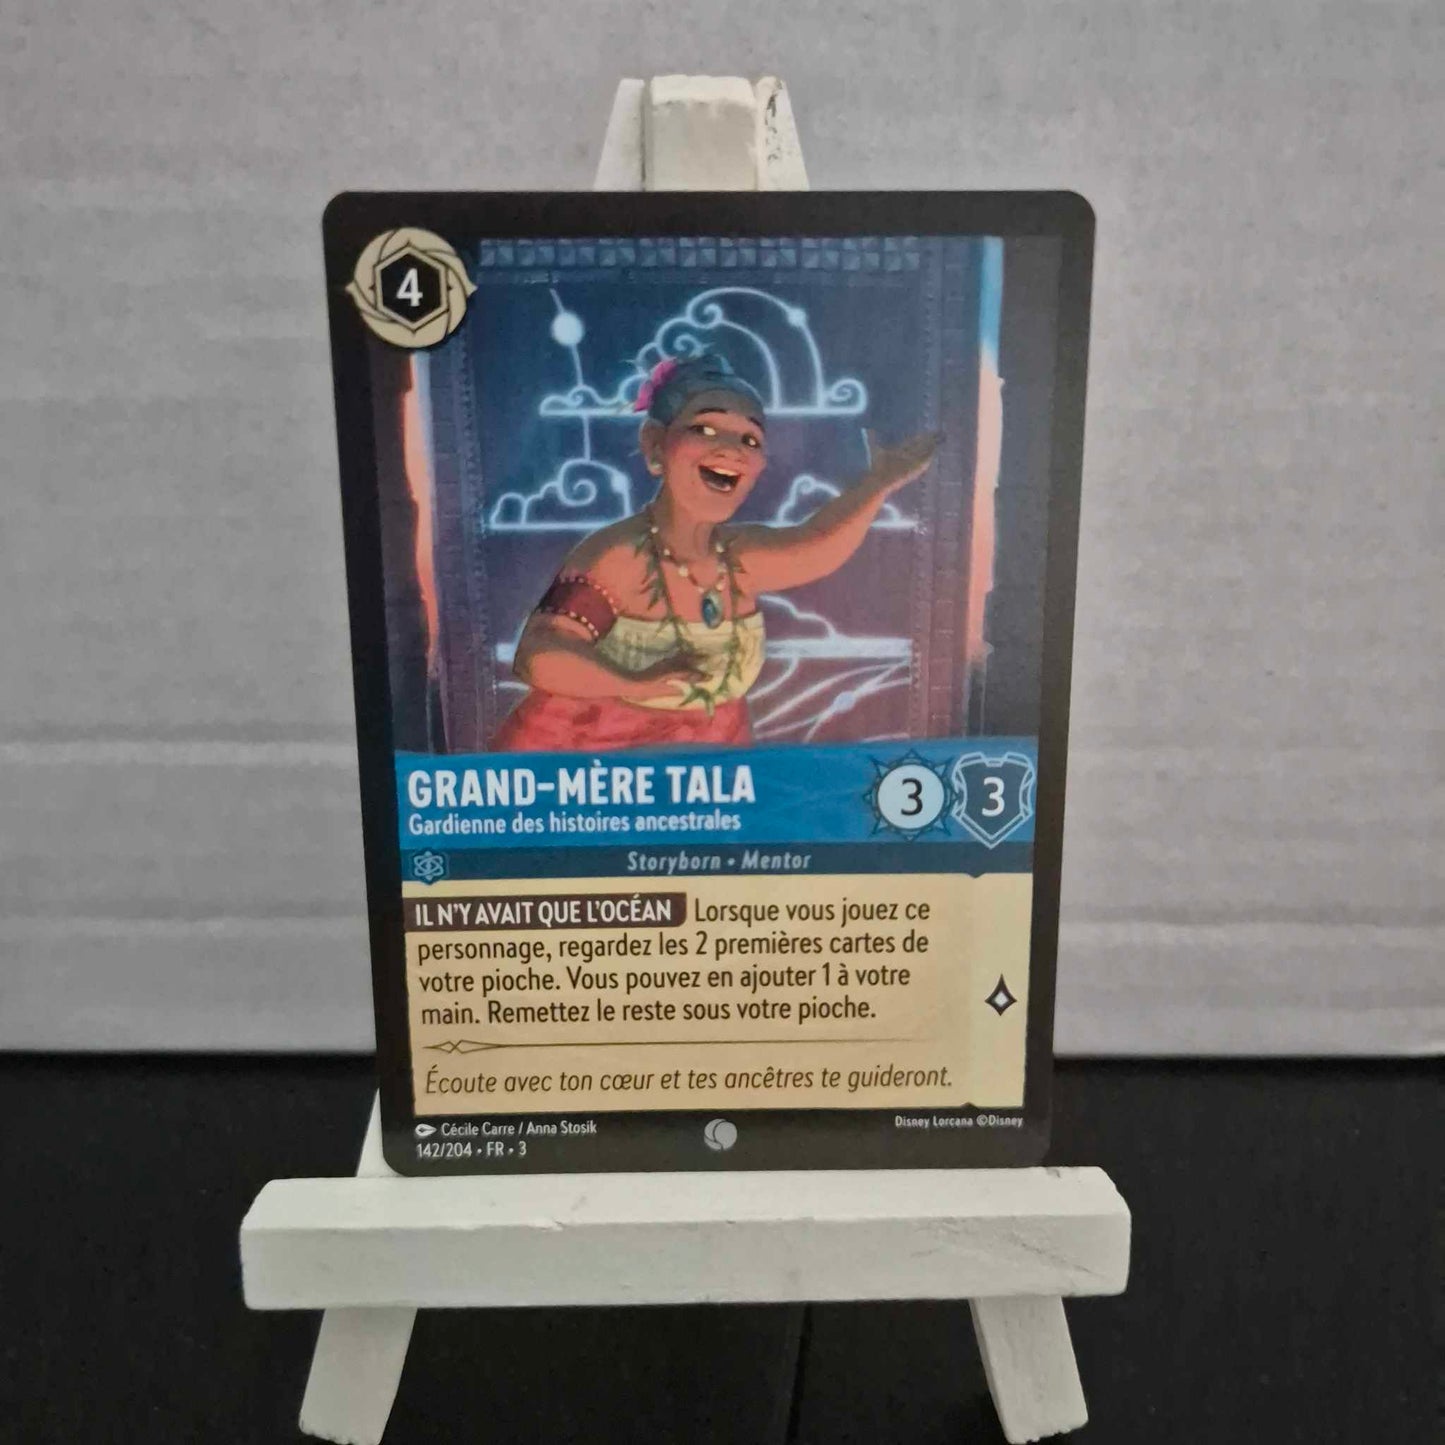 4
GRAND-MÈRE TALA
Gardienne des histoires ancestrales
3
3
Storyborn • Mentor
IL N'Y AVAIT QUE L'OCÉAN Lorsque vous jouez ce
personnage, regardez les 2 premières cartes de
votre pioche. Vous pouvez en ajouter 1 à votre
main. Remettez le reste sous votre pioche.
Écoute avec ton cœur et tes ancêtres te guideront.
Cécile Carre / Anna Stosik
Disney Lorcana ©Disney
142/204 • FR • 3